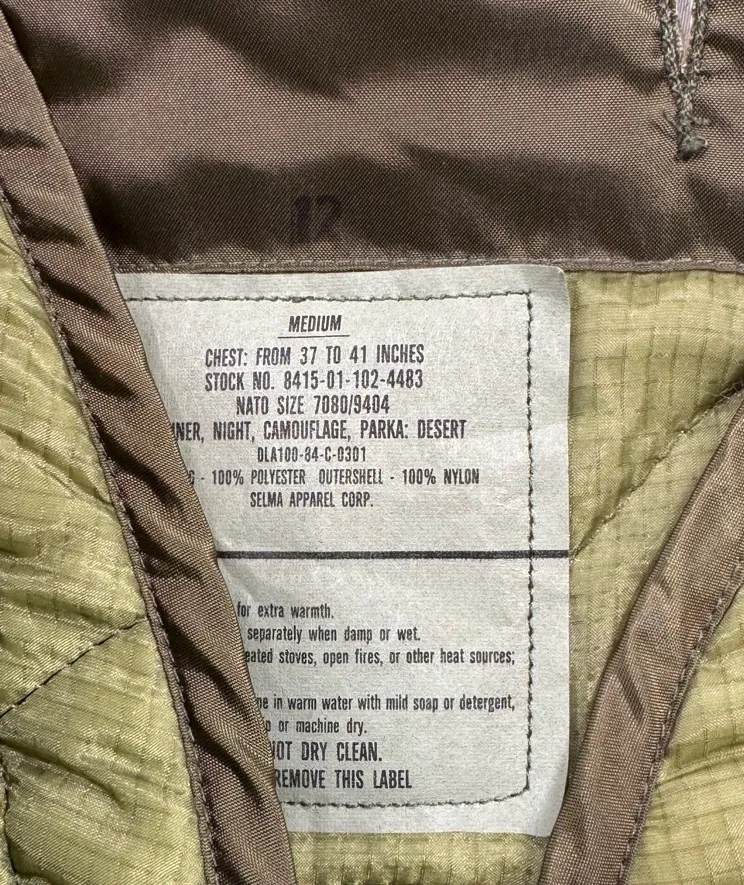 12
MEDIUM
CHEST: FROM 37 TO 41 INCHES
STOCK NO. 8415-01-102-4483
NATO SIZE 7080/9404
NER, NIGHT, CAMOUFLAGE, PARKA: DESERT
DLA100-84-C-0301
G - 100% POLYESTER OUTERSHELL - 100% NYLON
SELMA APPAREL CORP.
for extra warmth.
separately when damp or wet.
eated stoves, open fires, or other heat sources;
ne in warm water with mild soap or detergent,
p or machine dry.
NOT DRY CLEAN.
REMOVE THIS LABEL